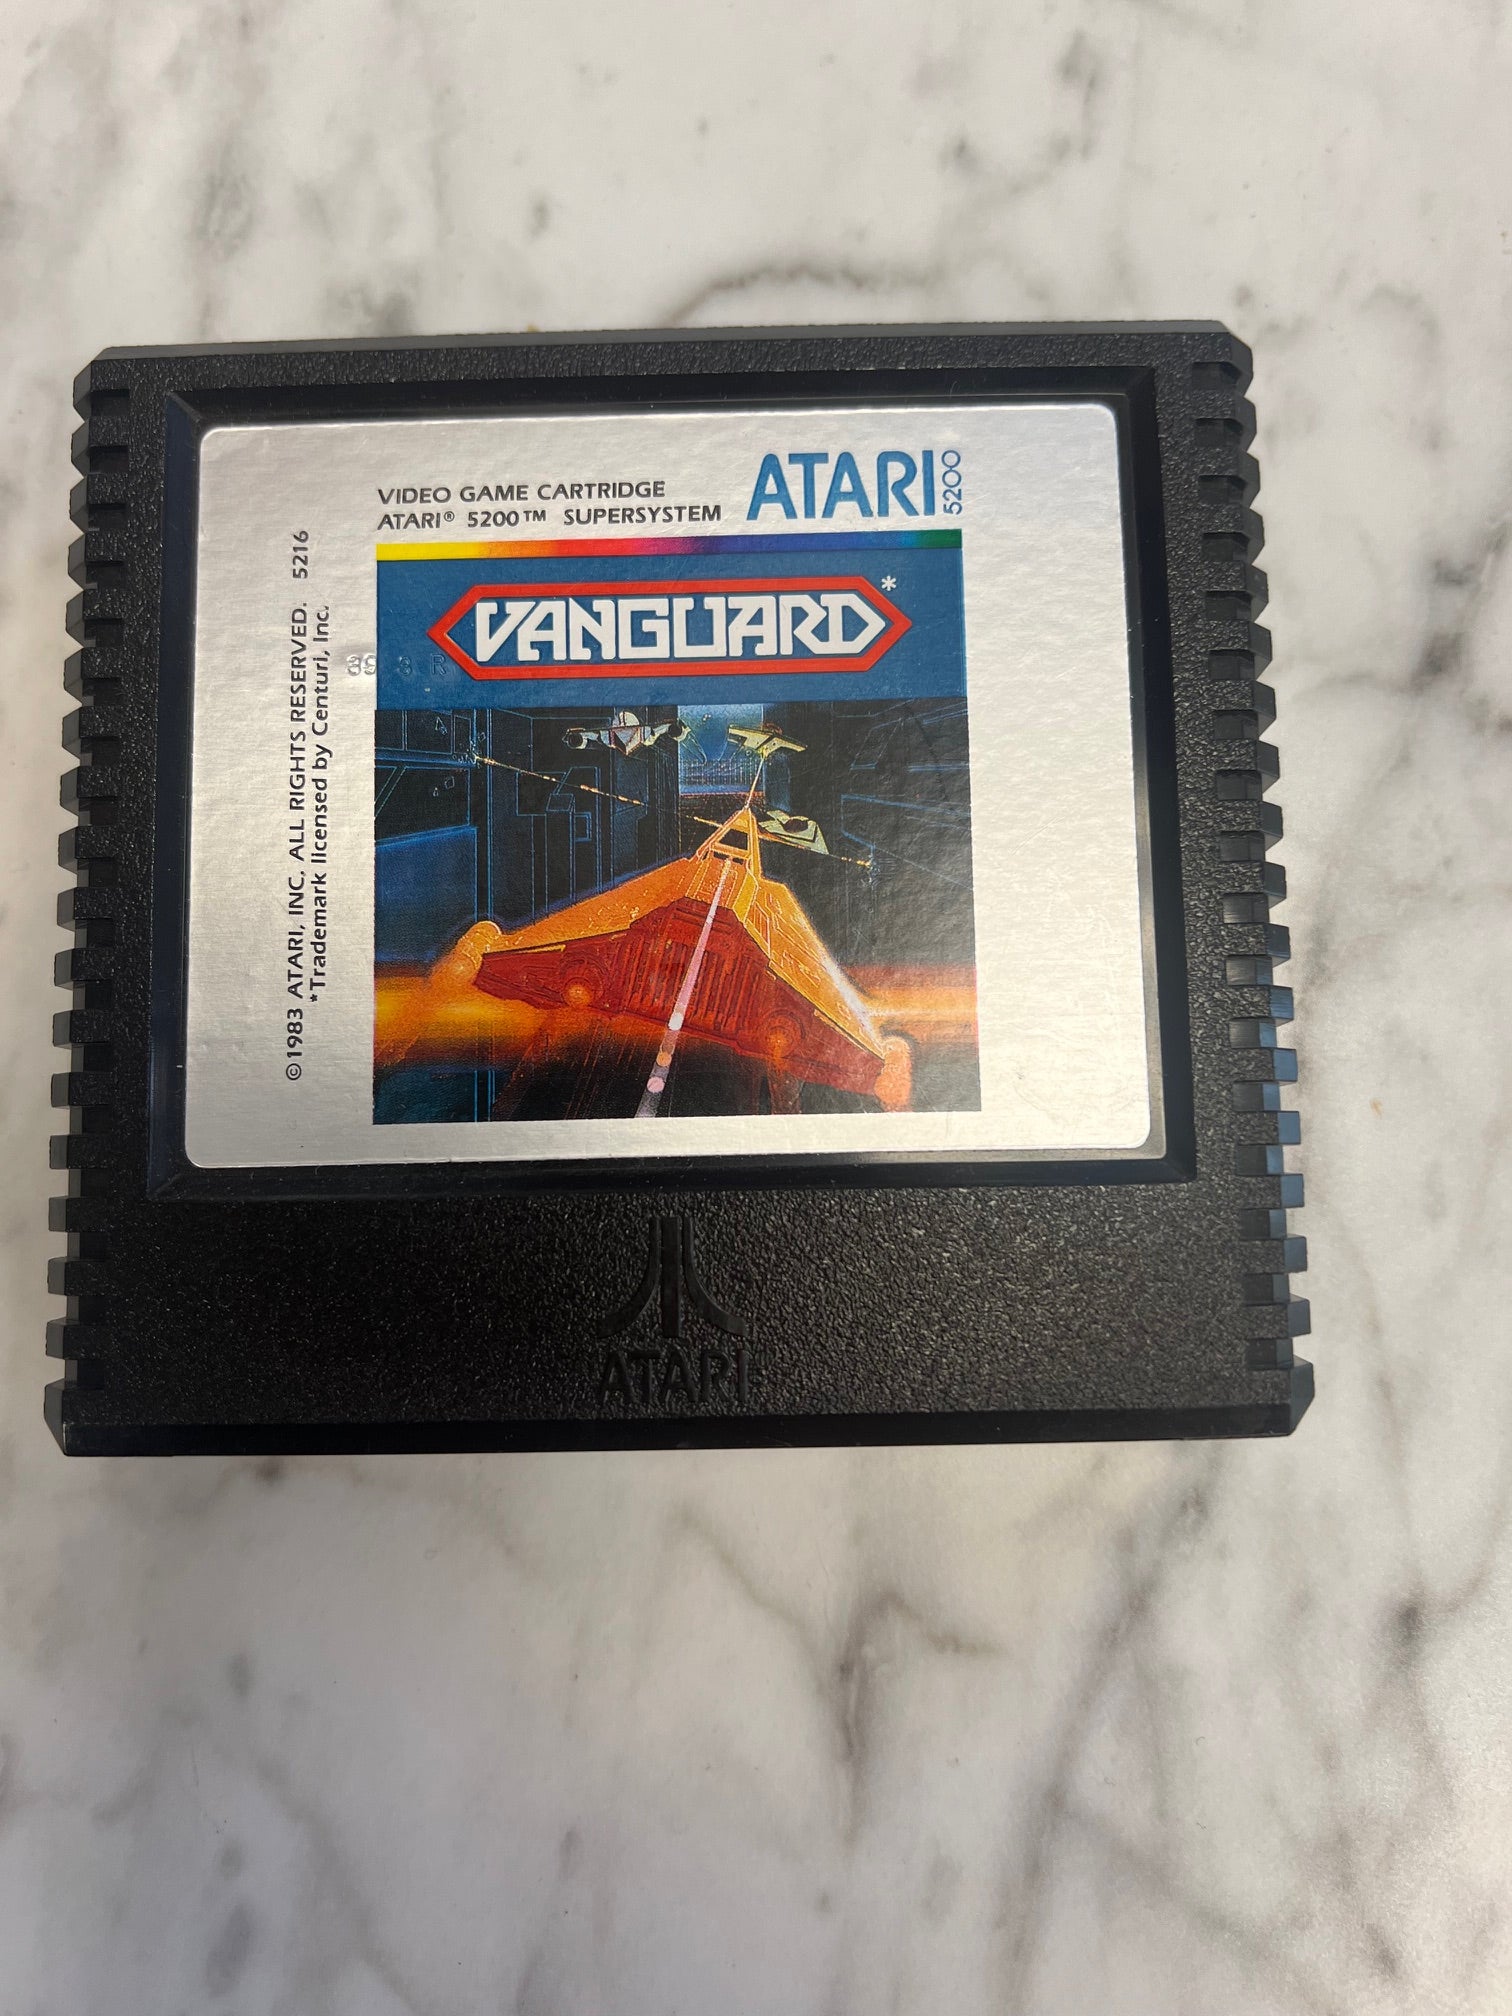 VIDEO GAME CARTRIDGE
ATARI® 5200™ SUPERSYSTEM
ATARI
5200
VANGUARD*
©1983 ATARI, INC. ALL RIGHTS RESERVED. 5216
*Trademark licensed by Centuri, Inc.
ATARI